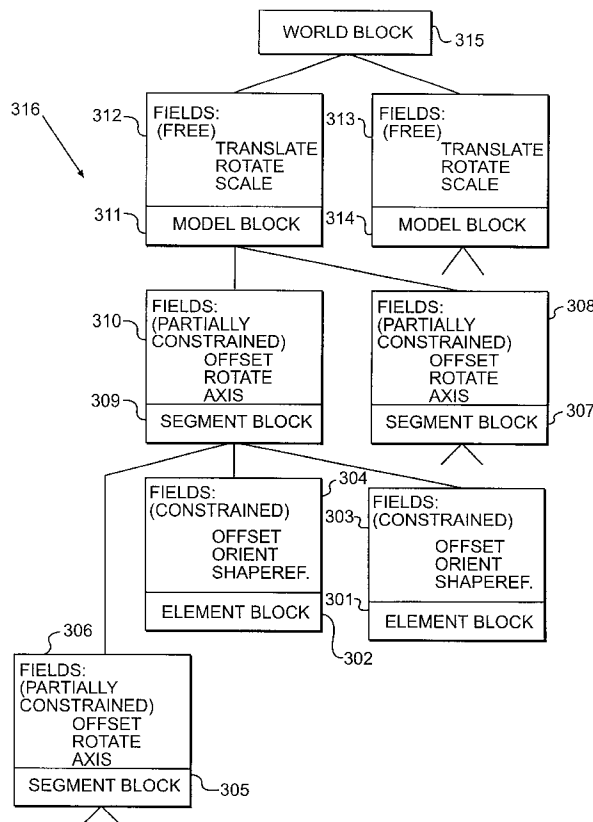 WORLD BLOCK
315
316
312
FIELDS:
(FREE)
TRANSLATE
ROTATE
SCALE
311
MODEL BLOCK
313
FIELDS:
(FREE)
TRANSLATE
ROTATE
SCALE
314
MODEL BLOCK
310
FIELDS:
(PARTIALLY
CONSTRAINED)
OFFSET
ROTATE
AXIS
309
SEGMENT BLOCK
308
FIELDS:
(PARTIALLY
CONSTRAINED)
OFFSET
ROTATE
AXIS
SEGMENT BLOCK
307
304
FIELDS:
(CONSTRAINED)
OFFSET
ORIENT
SHAPEREF.
ELEMENT BLOCK
302
303
FIELDS:
(CONSTRAINED)
OFFSET
ORIENT
SHAPEREF.
301
ELEMENT BLOCK
306
FIELDS:
(PARTIALLY
CONSTRAINED)
OFFSET
ROTATE
AXIS
SEGMENT BLOCK
305